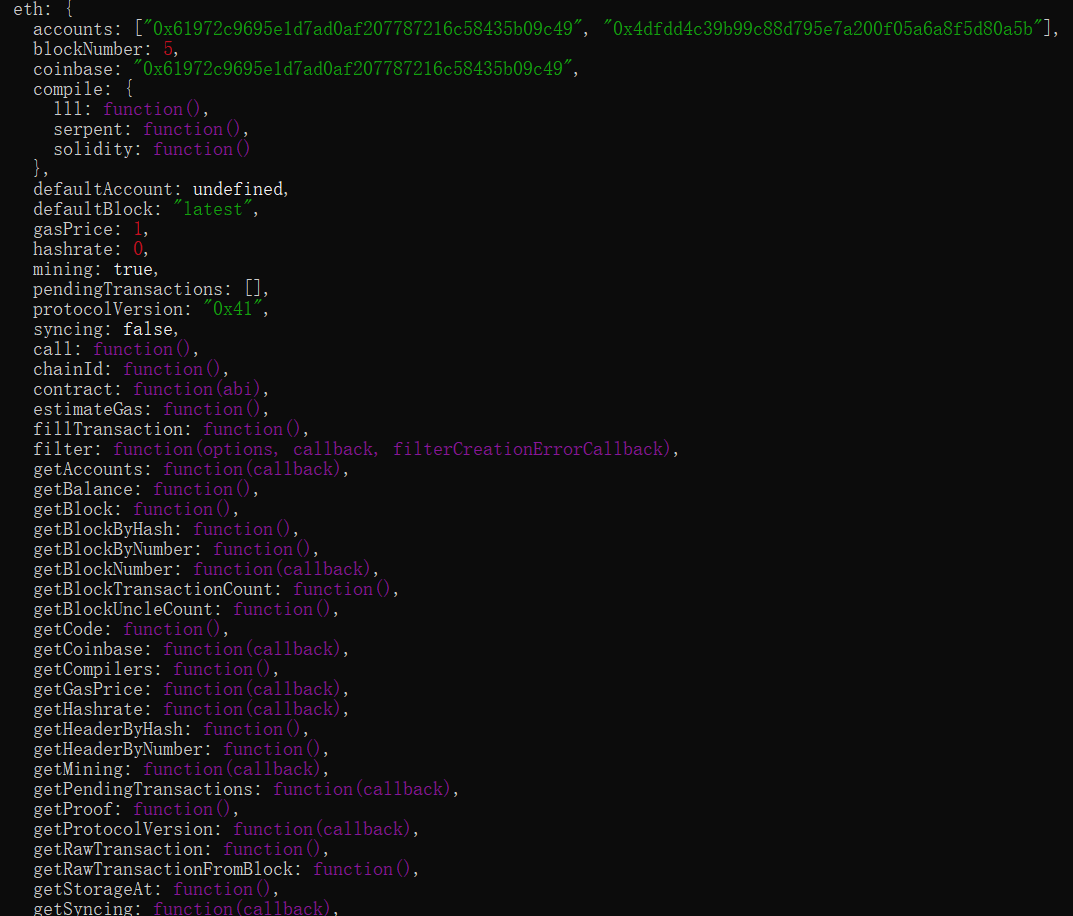 eth: {
accounts: ["0x61972c9695e1d7ad0af207787216c58435b09c49", "0x4dfdd4c39b99c88d795e7a200f05a6a8f5d80a5b"],
blockNumber: 5,
coinbase: "0x61972c9695e1d7ad0af207787216c58435b09c49",
compile: {
lll: function(),
serpent: function(),
solidity: function()
},
defaultAccount: undefined,
defaultBlock: "latest",
gasPrice: 1,
hashrate: 0,
mining: true,
pendingTransactions: [],
protocolVersion: "0x41",
syncing: false,
call: function(),
chainId: function(),
contract: function(abi),
estimateGas: function(),
fillTransaction: function(),
filter: function(options, callback, filterCreationErrorCallback),
getAccounts: function(callback),
getBalance: function(),
getBlock: function(),
getBlockByHash: function(),
getBlockByNumber: function(),
getBlockNumber: function(callback),
getBlockTransactionCount: function(),
getBlockUncleCount: function(),
getCode: function(),
getCoinbase: function(callback),
getCompilers: function(),
getGasPrice: function(callback),
getHashrate: function(callback),
getHeaderByHash: function(),
getHeaderByNumber: function(),
getMining: function(callback),
getPendingTransactions: function(callback),
getProof: function(),
getProtocolVersion: function(callback),
getRawTransaction: function(),
getRawTransactionFromBlock: function(),
getStorageAt: function(),
getSyncing: function(callback),